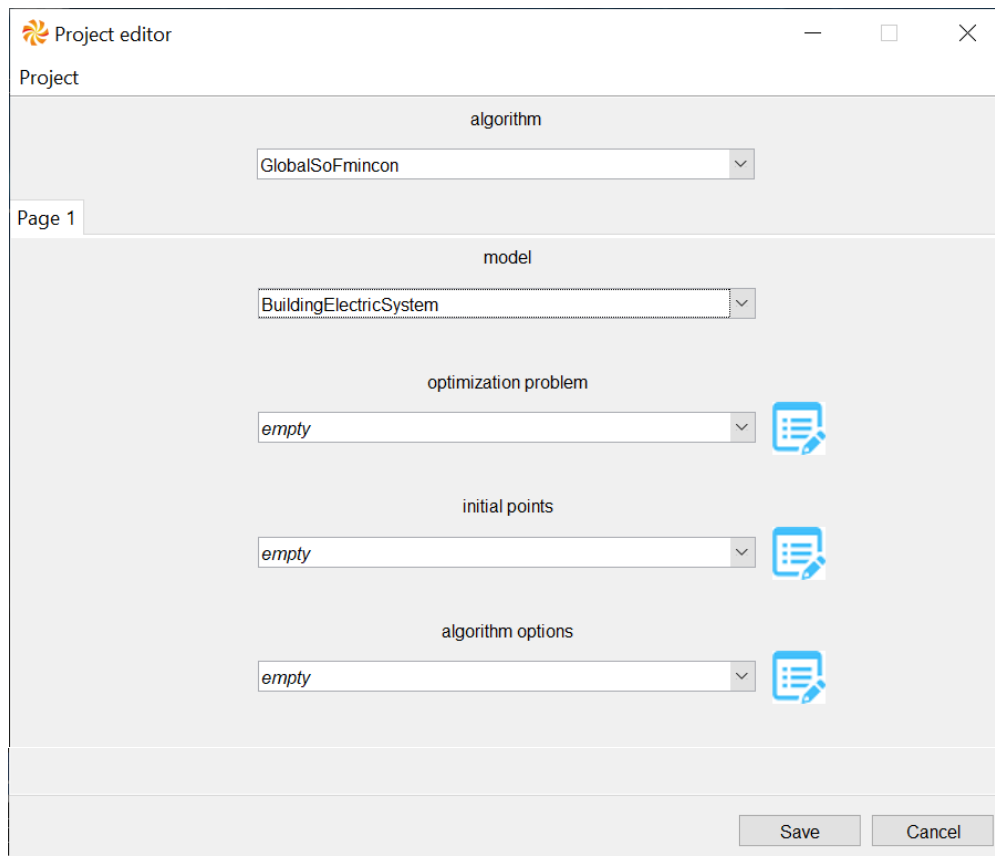 Project editor
Project
algorithm
GlobalSoFmincon
Page 1
model
BuildingElectricSystem
optimization problem
empty
initial points
empty
algorithm options
empty
Save Cancel